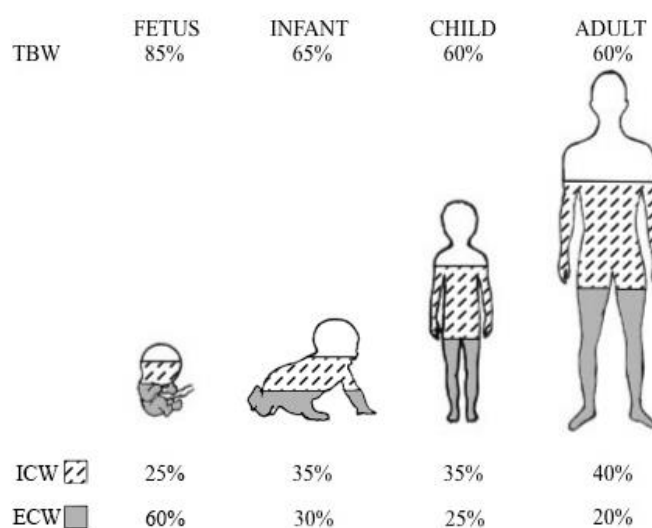 FETUS INFANT CHILD ADULT
TBW 85% 65% 60% 60%
ICW 25% 35% 35% 40%
ECW 60% 30% 25% 20%